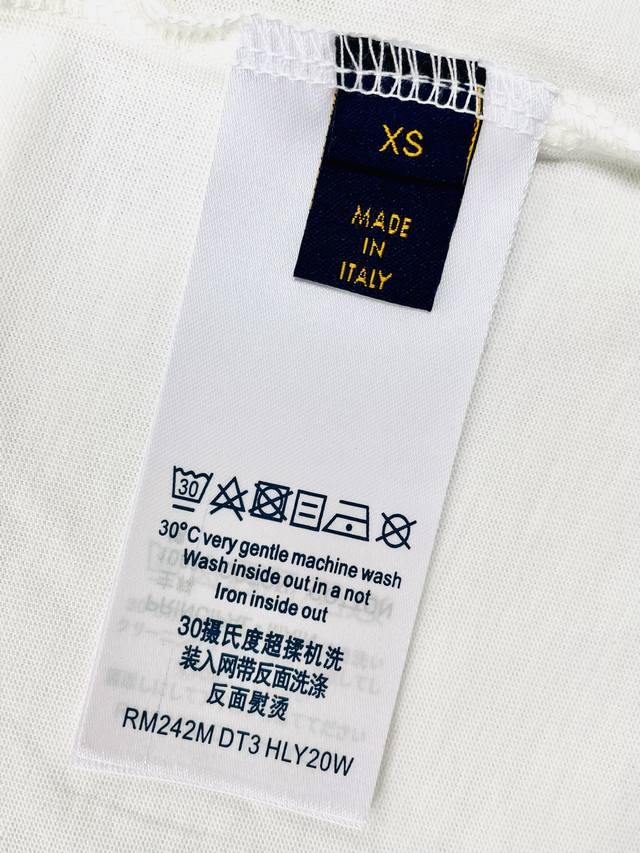 XS
MADE
IN
ITALY
30
30°C very gentle machine wash
Wash inside out in a not
Iron inside out
30摄氏度超揉机洗
装入网带反面洗涤
反面熨烫
RM242M DT3 HLY20W